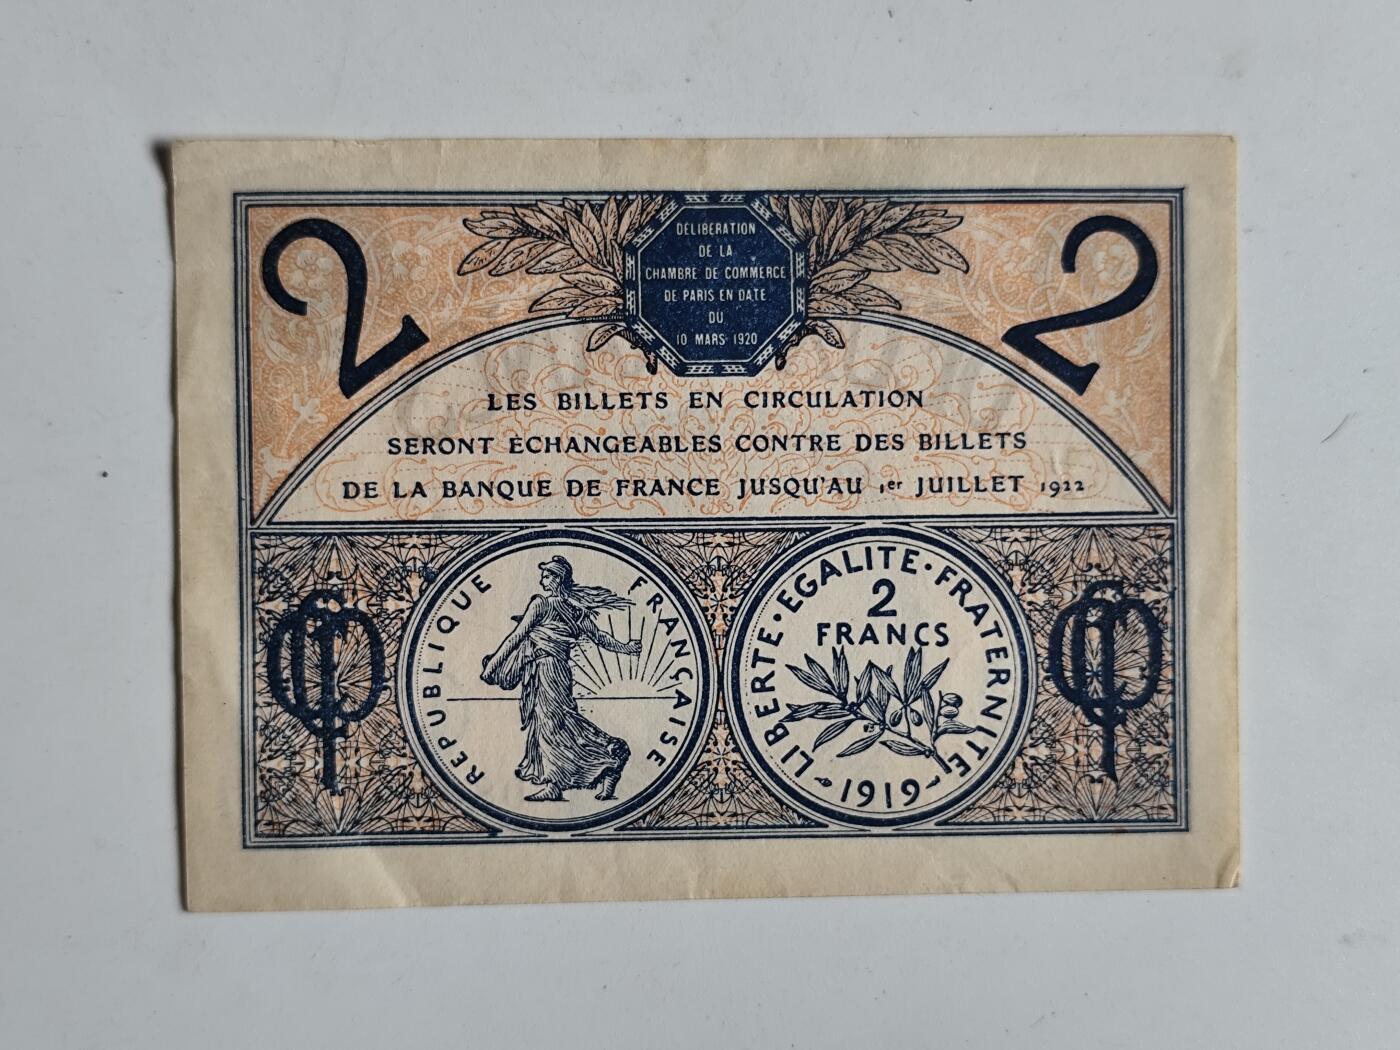 2
2
DÉLIBÉRATION
DE LA
CHAMBRE DE COMMERCE
DE PARIS EN DATE
DU
10 MARS 1920
LES BILLETS EN CIRCULATION
SERONT ÉCHANGEABLES CONTRE DES BILLETS
DE LA BANQUE DE FRANCE JUSQU'AU 1er JUILLET 1922
REPUBLIQUE FRANÇAISE
LIBERTE · EGALITE · FRATERNITE
2
FRANCS
1919